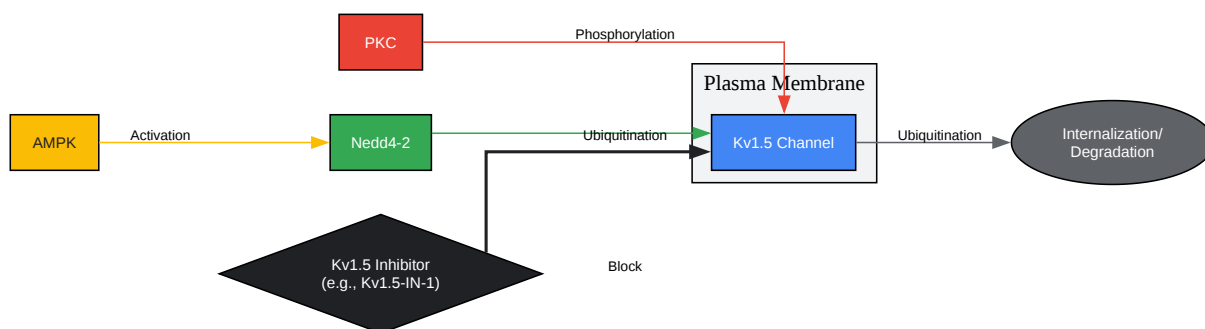 PKC
Phosphorylation
Plasma Membrane
AMPK
Activation
Nedd4-2
Ubiquitination
Kv1.5 Channel
Ubiquitination
Internalization/
Degradation
Kv1.5 Inhibitor
(e.g., Kv1.5-IN-1)
Block